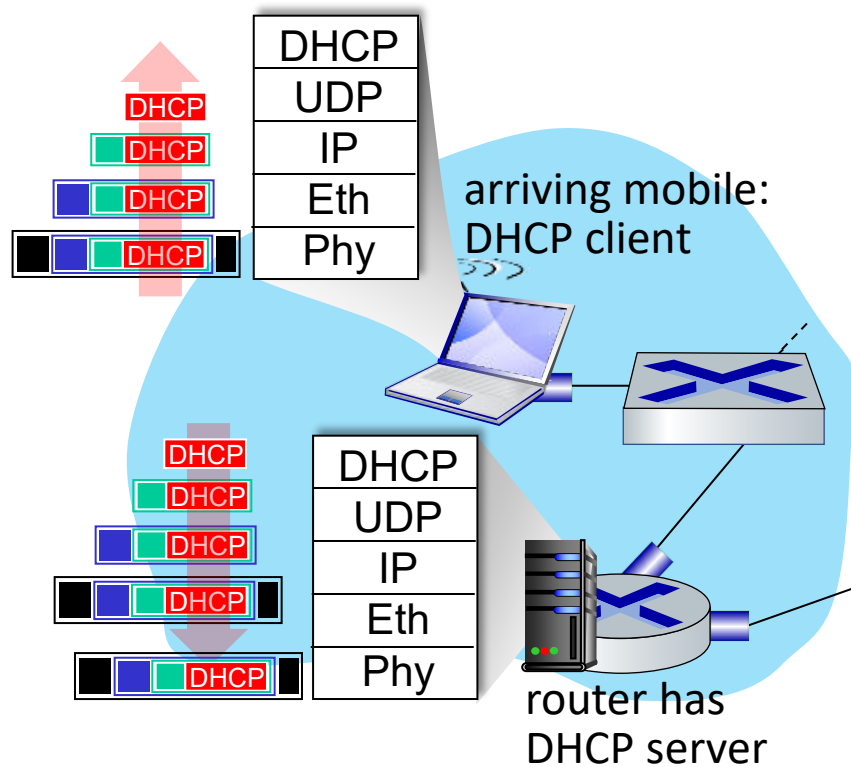 DHCP
UDP
IP
Eth
Phy
DHCP
DHCP
DHCP
DHCP
arriving mobile:
DHCP client
DHCP
UDP
IP
Eth
Phy
DHCP
DHCP
DHCP
DHCP
DHCP
router has
DHCP server